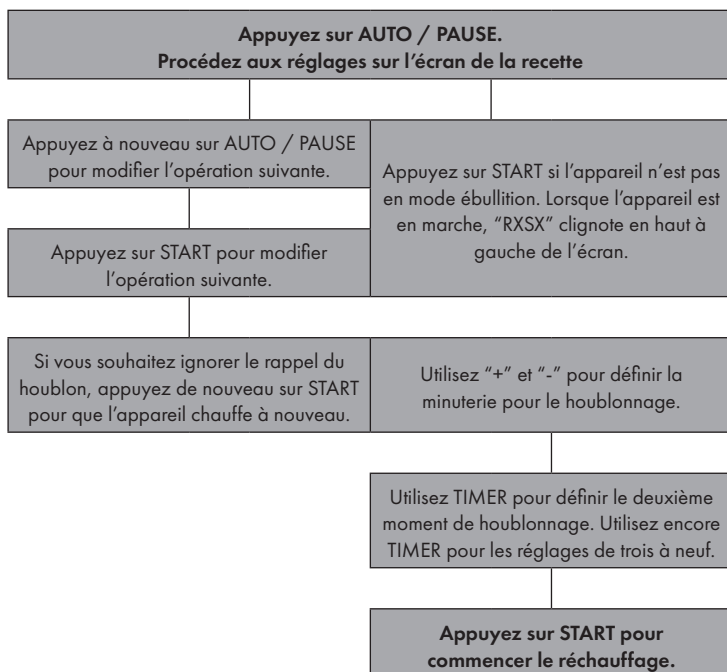 Appuyez sur AUTO / PAUSE.
Procédez aux réglages sur l’écran de la recette
Appuyez à nouveau sur AUTO / PAUSE
pour modifier l’opération suivante.
Appuyez sur START pour modifier
l’opération suivante.
Appuyez sur START si l’appareil n’est pas
en mode ébullition. Lorsque l’appareil est
en marche, “RXSX” clignote en haut à
gauche de l’écran.
Si vous souhaitez ignorer le rappel du
houblon, appuyez de nouveau sur START
pour que l’appareil chauffe à nouveau.
Utilisez “+” et “-” pour définir la
minuterie pour le houblonnage.
Utilisez TIMER pour définir le deuxième
moment de houblonnage. Utilisez encore
TIMER pour les réglages de trois à neuf.
Appuyez sur START pour
commencer le réchauffage.